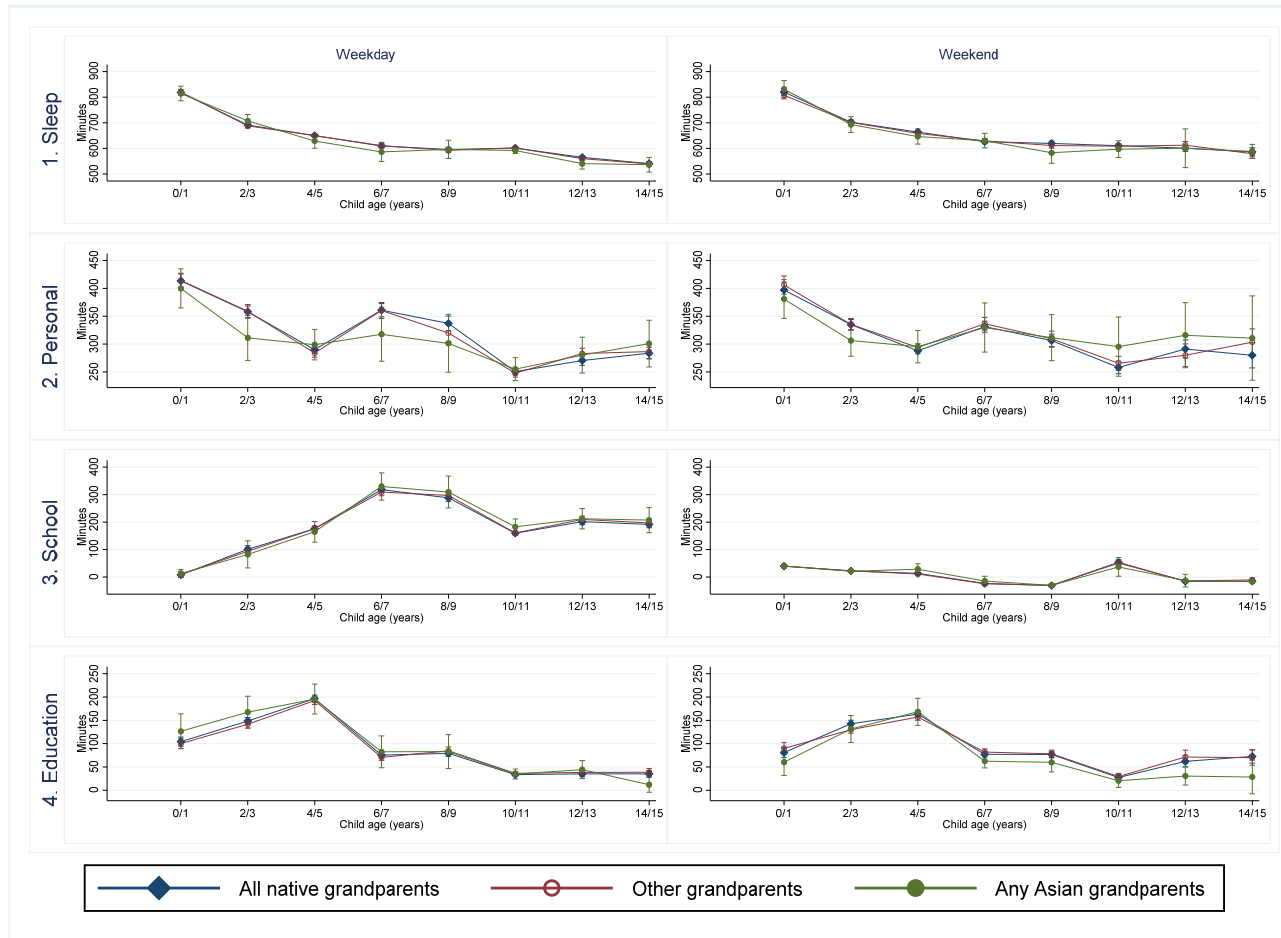 Weekday
Weekend
1. Sleep
Minutes
900
800
700
600
500
0/1 2/3 4/5 6/7 8/9 10/11 12/13 14/15
Child age (years)
Minutes
900
800
700
600
500
0/1 2/3 4/5 6/7 8/9 10/11 12/13 14/15
Child age (years)
2. Personal
Minutes
450
400
350
300
250
0/1 2/3 4/5 6/7 8/9 10/11 12/13 14/15
Child age (years)
Minutes
450
400
350
300
250
0/1 2/3 4/5 6/7 8/9 10/11 12/13 14/15
Child age (years)
3. School
Minutes
400
300
200
100
0
0/1 2/3 4/5 6/7 8/9 10/11 12/13 14/15
Child age (years)
Minutes
400
300
200
100
0
0/1 2/3 4/5 6/7 8/9 10/11 12/13 14/15
Child age (years)
4. Education
Minutes
250
200
150
100
50
0
0/1 2/3 4/5 6/7 8/9 10/11 12/13 14/15
Child age (years)
Minutes
250
200
150
100
50
0
0/1 2/3 4/5 6/7 8/9 10/11 12/13 14/15
Child age (years)
All native grandparents Other grandparents Any Asian grandparents